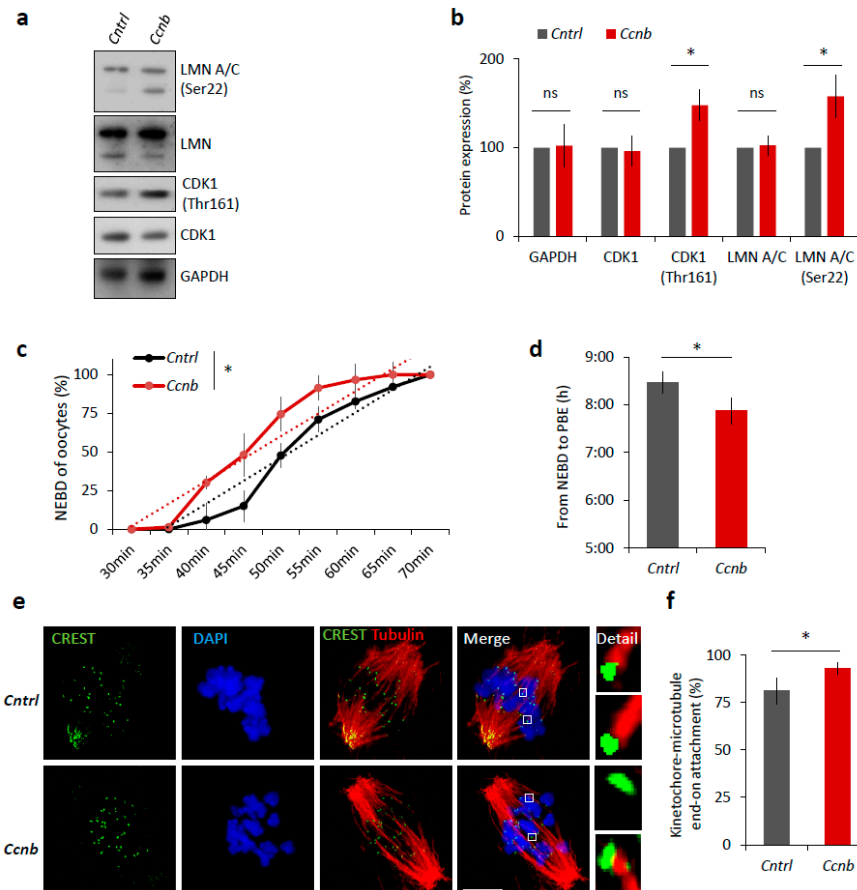 a
Cntrl
Ccnb
LMN A/C
(Ser22)
LMN
CDK1
(Thr161)
CDK1
GAPDH
b
Cntrl
Ccnb
Protein expression (%)
200
100
0
ns
ns
*
ns
*
GAPDH
CDK1
CDK1
(Thr161)
LMN A/C
LMN A/C
(Ser22)
c
Cntrl
Ccnb
*
NEBD of oocytes (%)
100
75
50
25
0
30min
35min
40min
45min
50min
55min
60min
65min
70min
d
From NEBD to PBE (h)
9:00
8:00
7:00
6:00
5:00
*
Cntrl
Ccnb
e
CREST
DAPI
CREST Tubulin
Merge
Detail
Cntrl
Ccnb
f
Kinetochore-microtubule
end-on attachment (%)
100
75
50
25
0
*
Cntrl
Ccnb